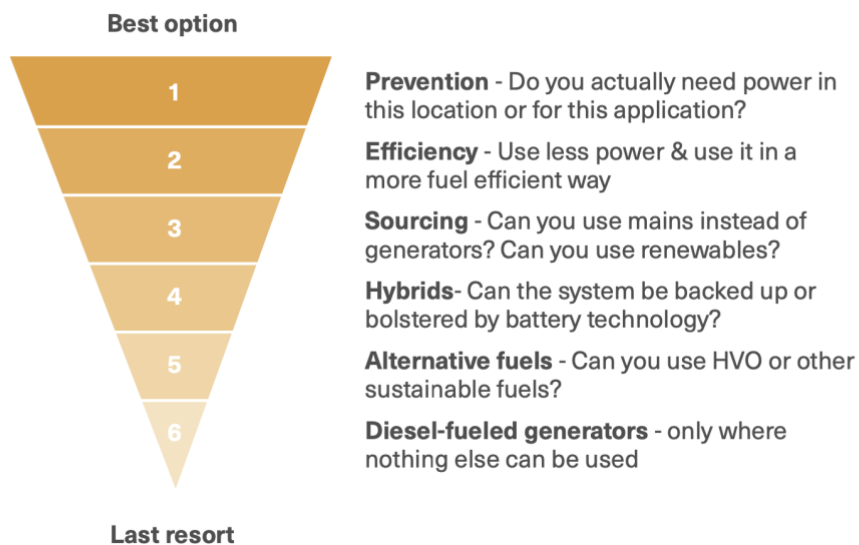 Best option
1
Prevention - Do you actually need power in
this location or for this application?
2
Efficiency - Use less power & use it in a
more fuel efficient way
3
Sourcing - Can you use mains instead of
generators? Can you use renewables?
4
Hybrids- Can the system be backed up or
bolstered by battery technology?
5
Alternative fuels - Can you use HVO or other
sustainable fuels?
6
Diesel-fueled generators - only where
nothing else can be used
Last resort